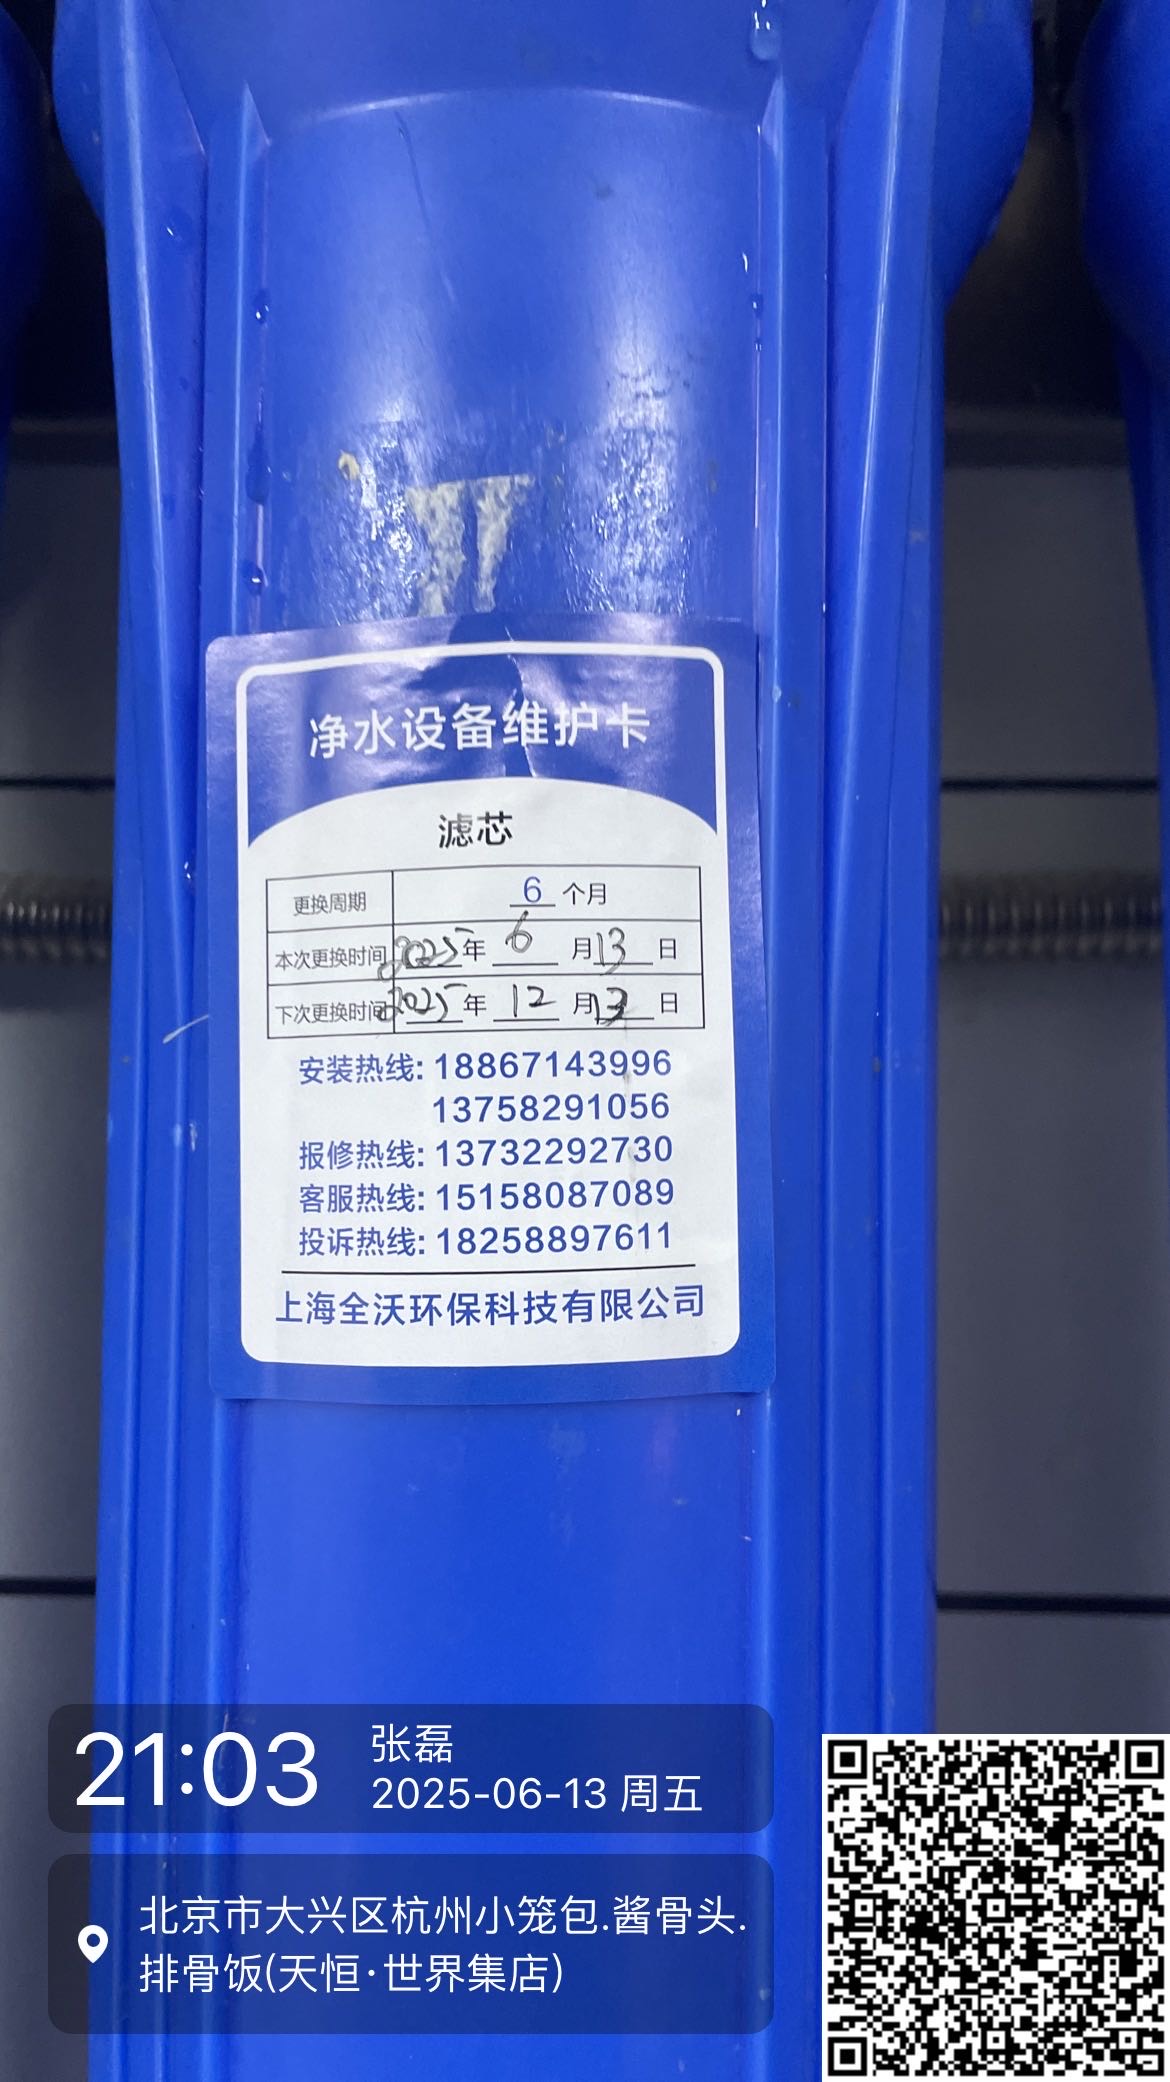 净水设备维护卡
滤芯
更换周期 6 个月
本次更换时间 2025年 6 月13日
下次更换时间 2025年 12 月13日
安装热线: 18867143996
13758291056
报修热线: 13732292730
客服热线: 15158087089
投诉热线: 18258897611
上海全沃环保科技有限公司
21:03
张磊
2025-06-13 周五
北京市大兴区杭州小笼包.酱骨头.
排骨饭(天恒·世界集店)